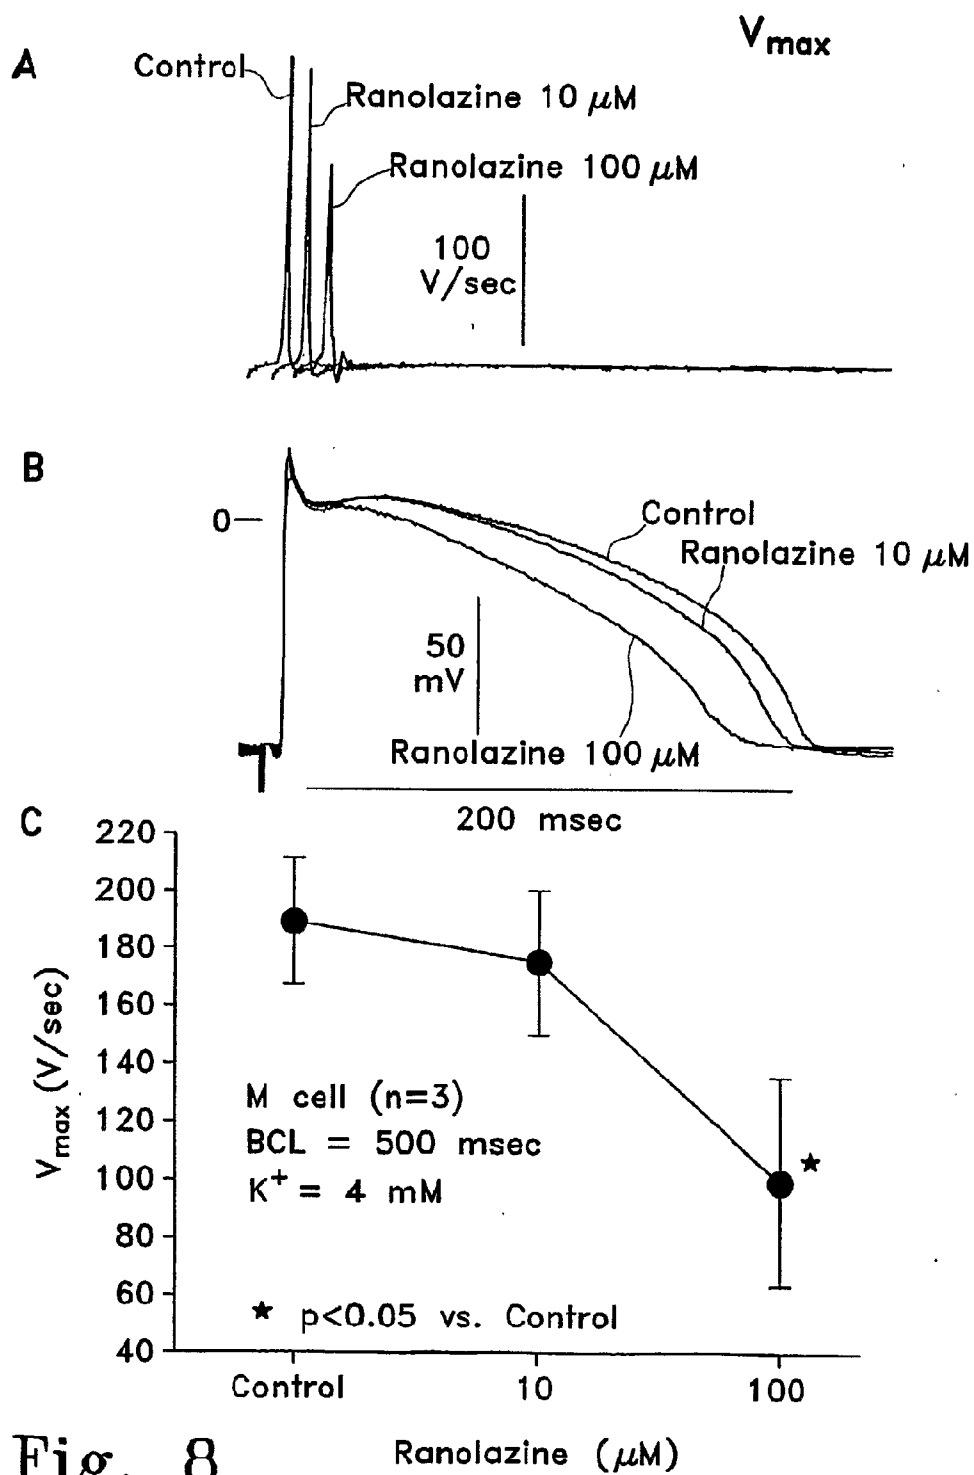 Vmax
A
Control
Ranolazine 10 μM
Ranolazine 100 μM
100
V/sec
B
0
Control
Ranolazine 10 μM
50
mV
Ranolazine 100 μM
200 msec
C
220
200
180
160
140
120
100
80
60
40
Vmax (V/sec)
M cell (n=3)
BCL = 500 msec
K+ = 4 mM
★ p<0.05 vs. Control
★
Control
10
100
Ranolazine (μM)
Fig. 8